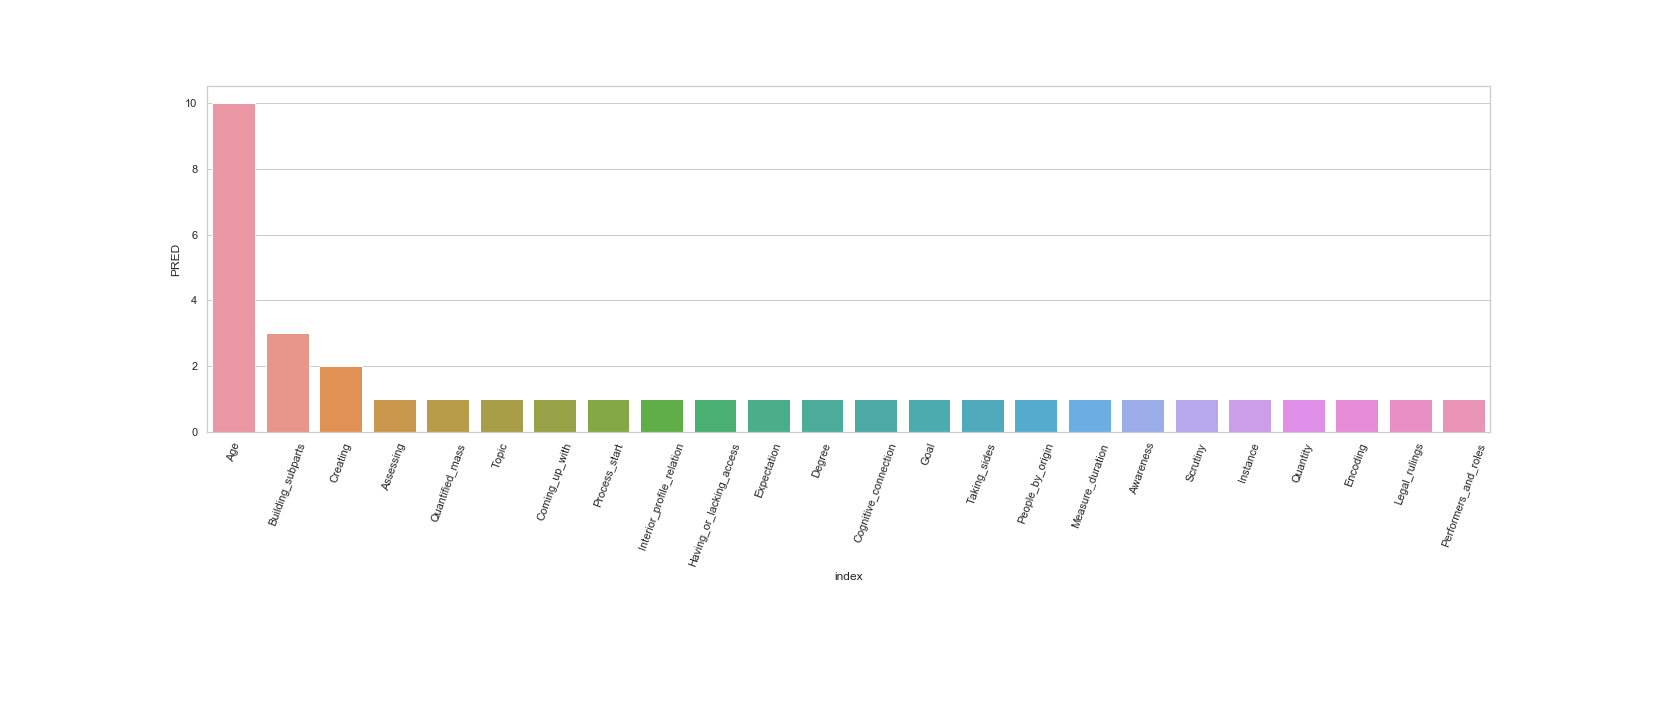 10
8
6
4
2
0
PRED
Age
Building_subparts
Creating
Assessing
Quantified_mass
Topic
Coming_up_with
Process_start
Interior_profile_relation
Having_or_lacking_access
Expectation
Degree
Cognitive_connection
Goal
Taking_sides
People_by_origin
Measure_duration
Awareness
Scrutiny
Instance
Quantity
Encoding
Legal_rulings
Performers_and_roles
index